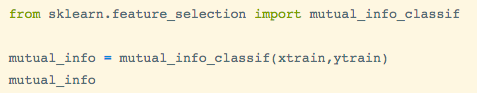 from sklearn.feature_selection import mutual_info_classif
mutual_info = mutual_info_classif(xtrain,ytrain)
mutual_info